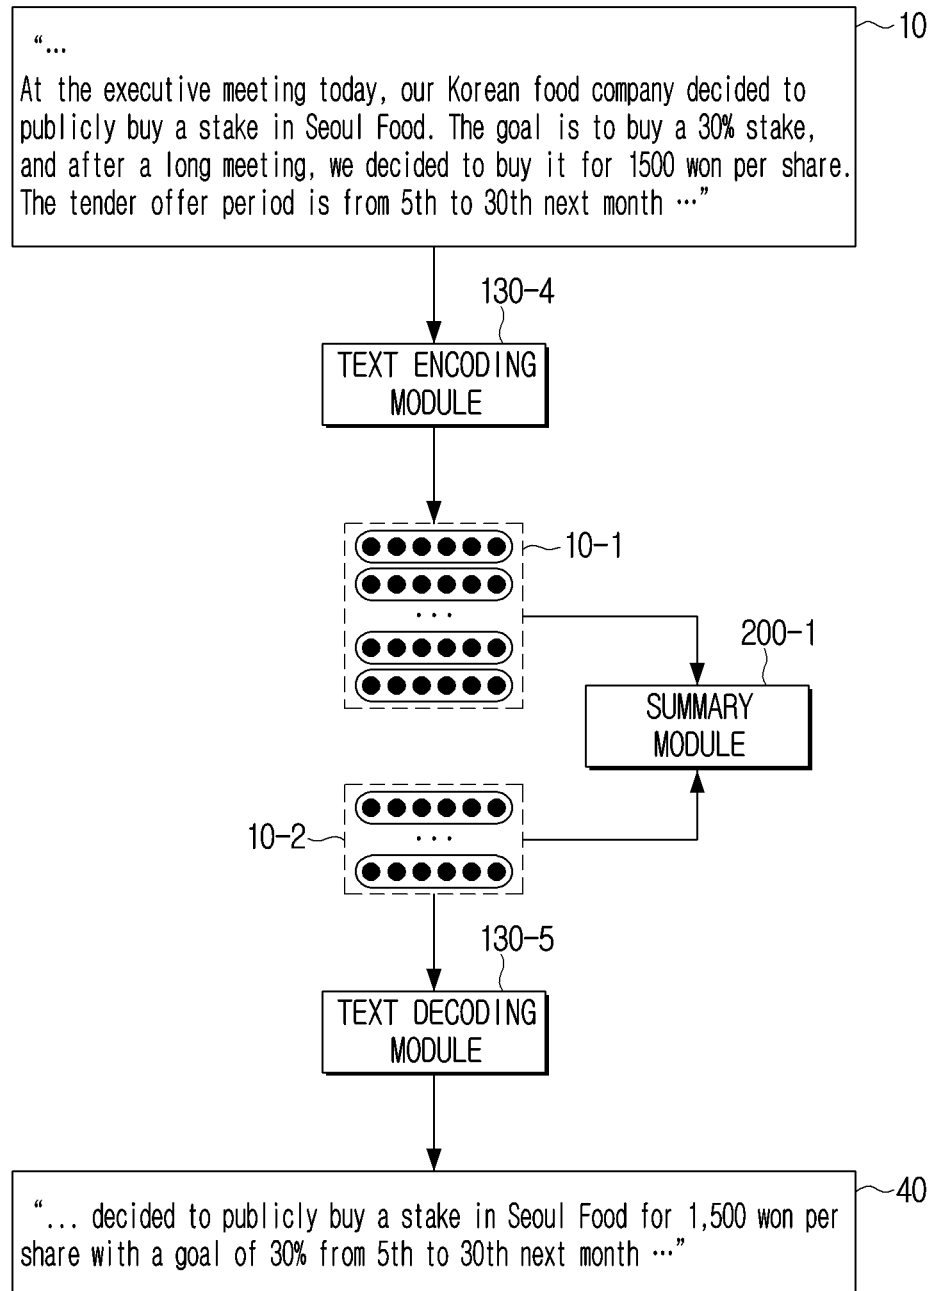 10
“...
At the executive meeting today, our Korean food company decided to
publicly buy a stake in Seoul Food. The goal is to buy a 30% stake,
and after a long meeting, we decided to buy it for 1500 won per share.
The tender offer period is from 5th to 30th next month …”
130-4
TEXT ENCODING
MODULE
10-1
...
200-1
SUMMARY
MODULE
10-2
...
130-5
TEXT DECODING
MODULE
40
“... decided to publicly buy a stake in Seoul Food for 1,500 won per
share with a goal of 30% from 5th to 30th next month …”